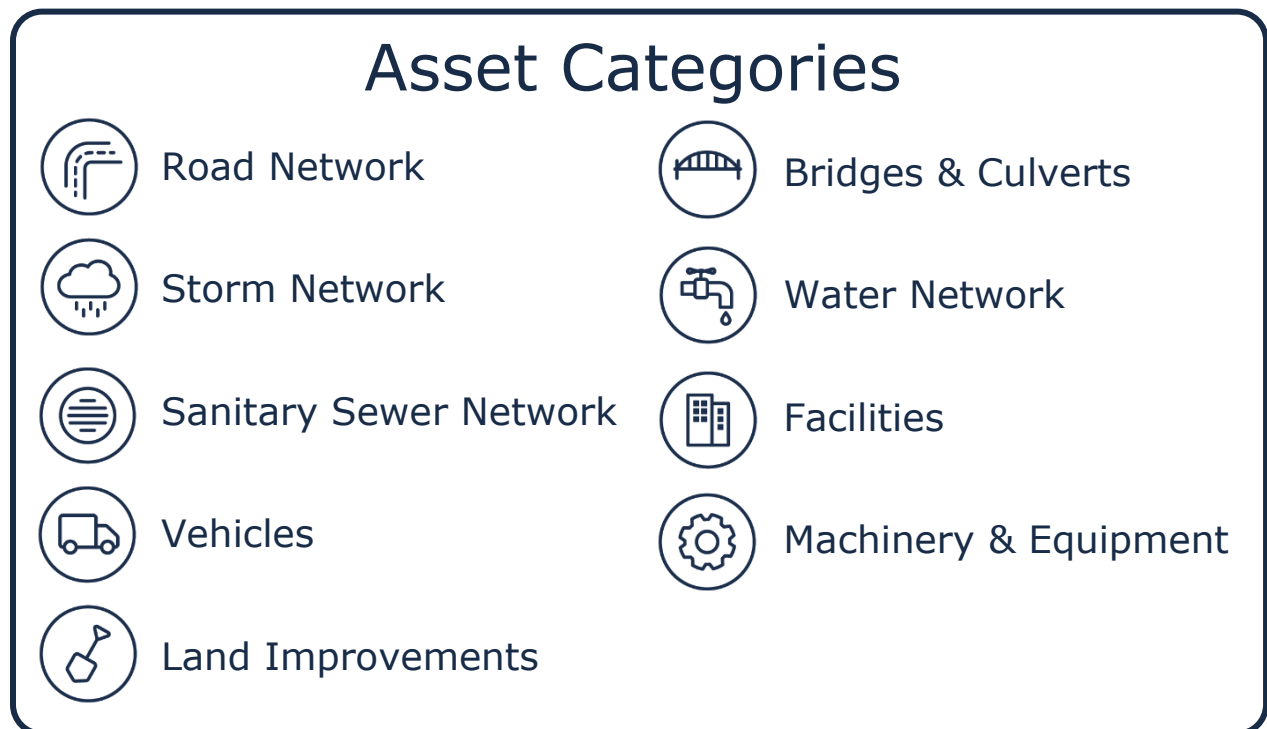 Asset Categories
Road Network
Bridges & Culverts
Storm Network
Water Network
Sanitary Sewer Network
Facilities
Vehicles
Machinery & Equipment
Land Improvements